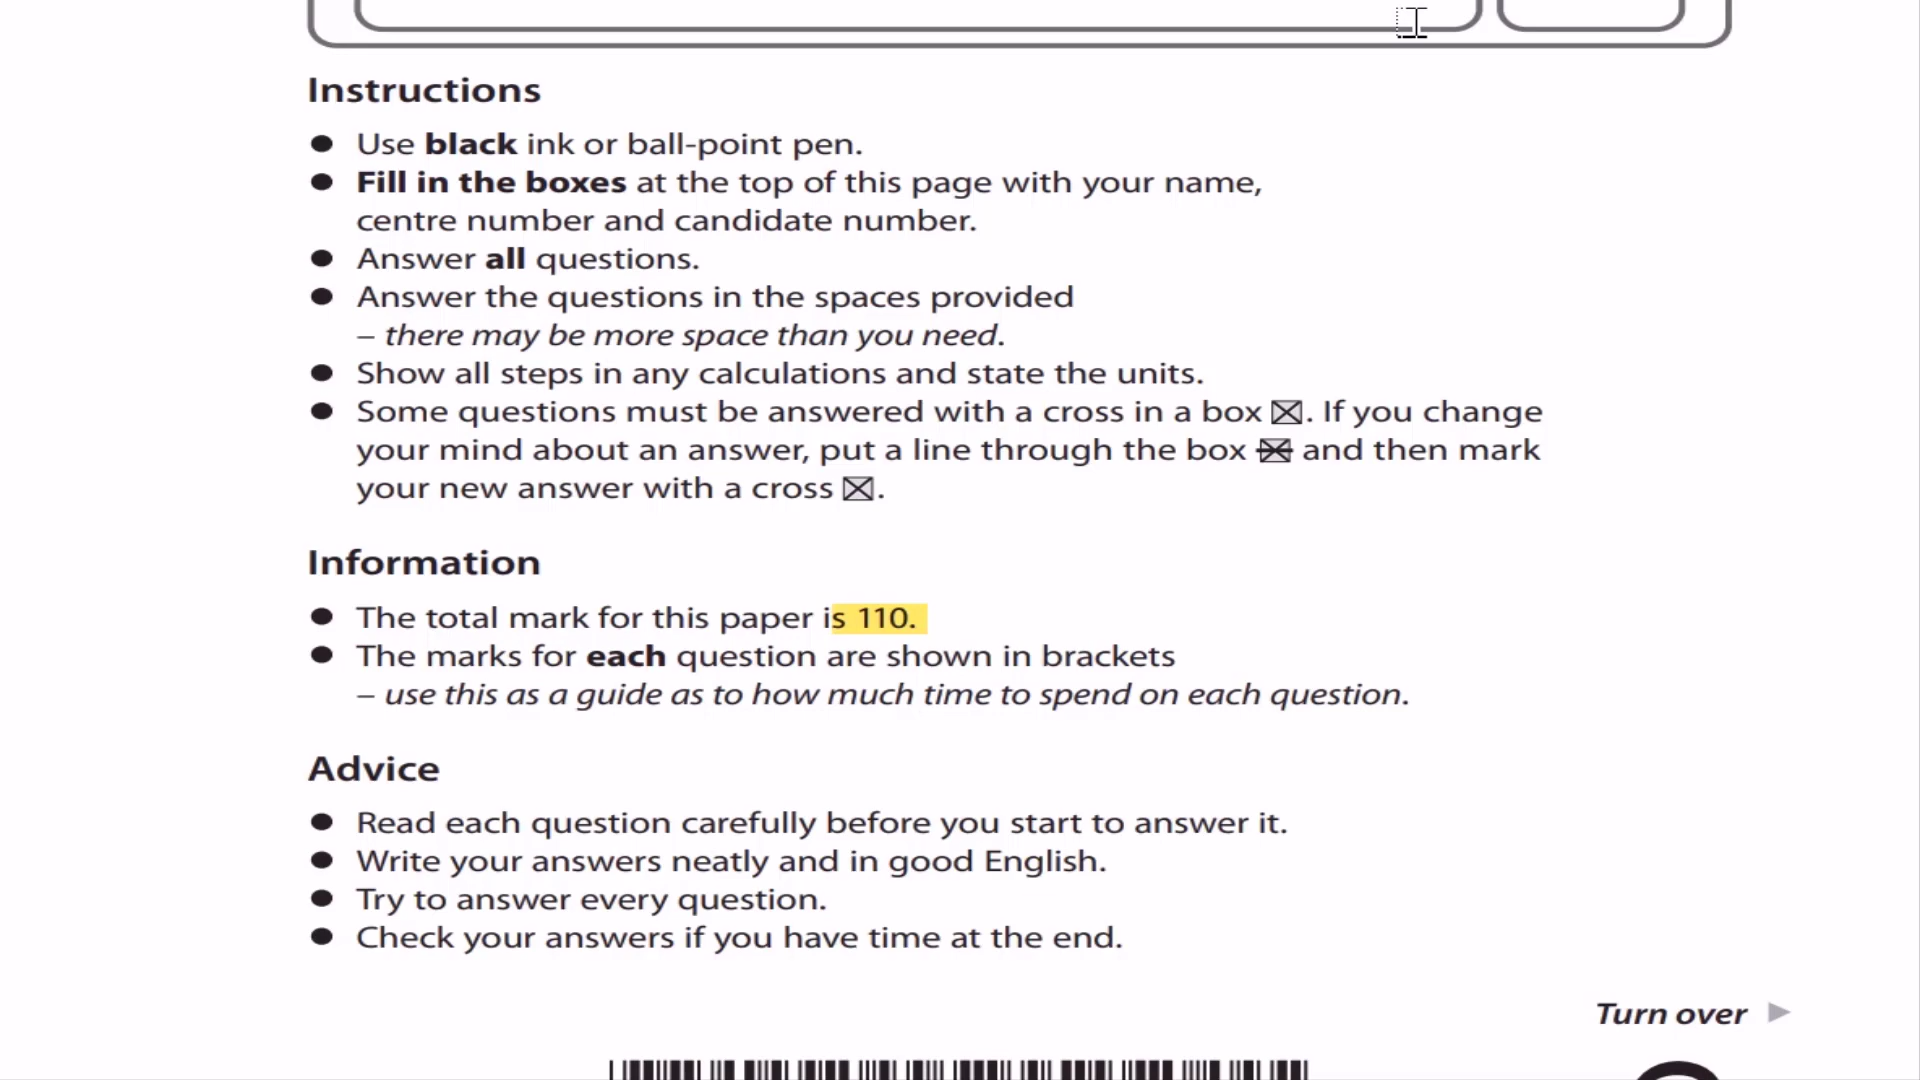 Instructions
● Use black ink or ball-point pen.
● Fill in the boxes at the top of this page with your name,
centre number and candidate number.
● Answer all questions.
● Answer the questions in the spaces provided
– there may be more space than you need.
● Show all steps in any calculations and state the units.
● Some questions must be answered with a cross in a box ☒. If you change
your mind about an answer, put a line through the box ☒ and then mark
your new answer with a cross ☒.
Information
● The total mark for this paper is 110.
● The marks for each question are shown in brackets
– use this as a guide as to how much time to spend on each question.
Advice
● Read each question carefully before you start to answer it.
● Write your answers neatly and in good English.
● Try to answer every question.
● Check your answers if you have time at the end.
Turn over ▶